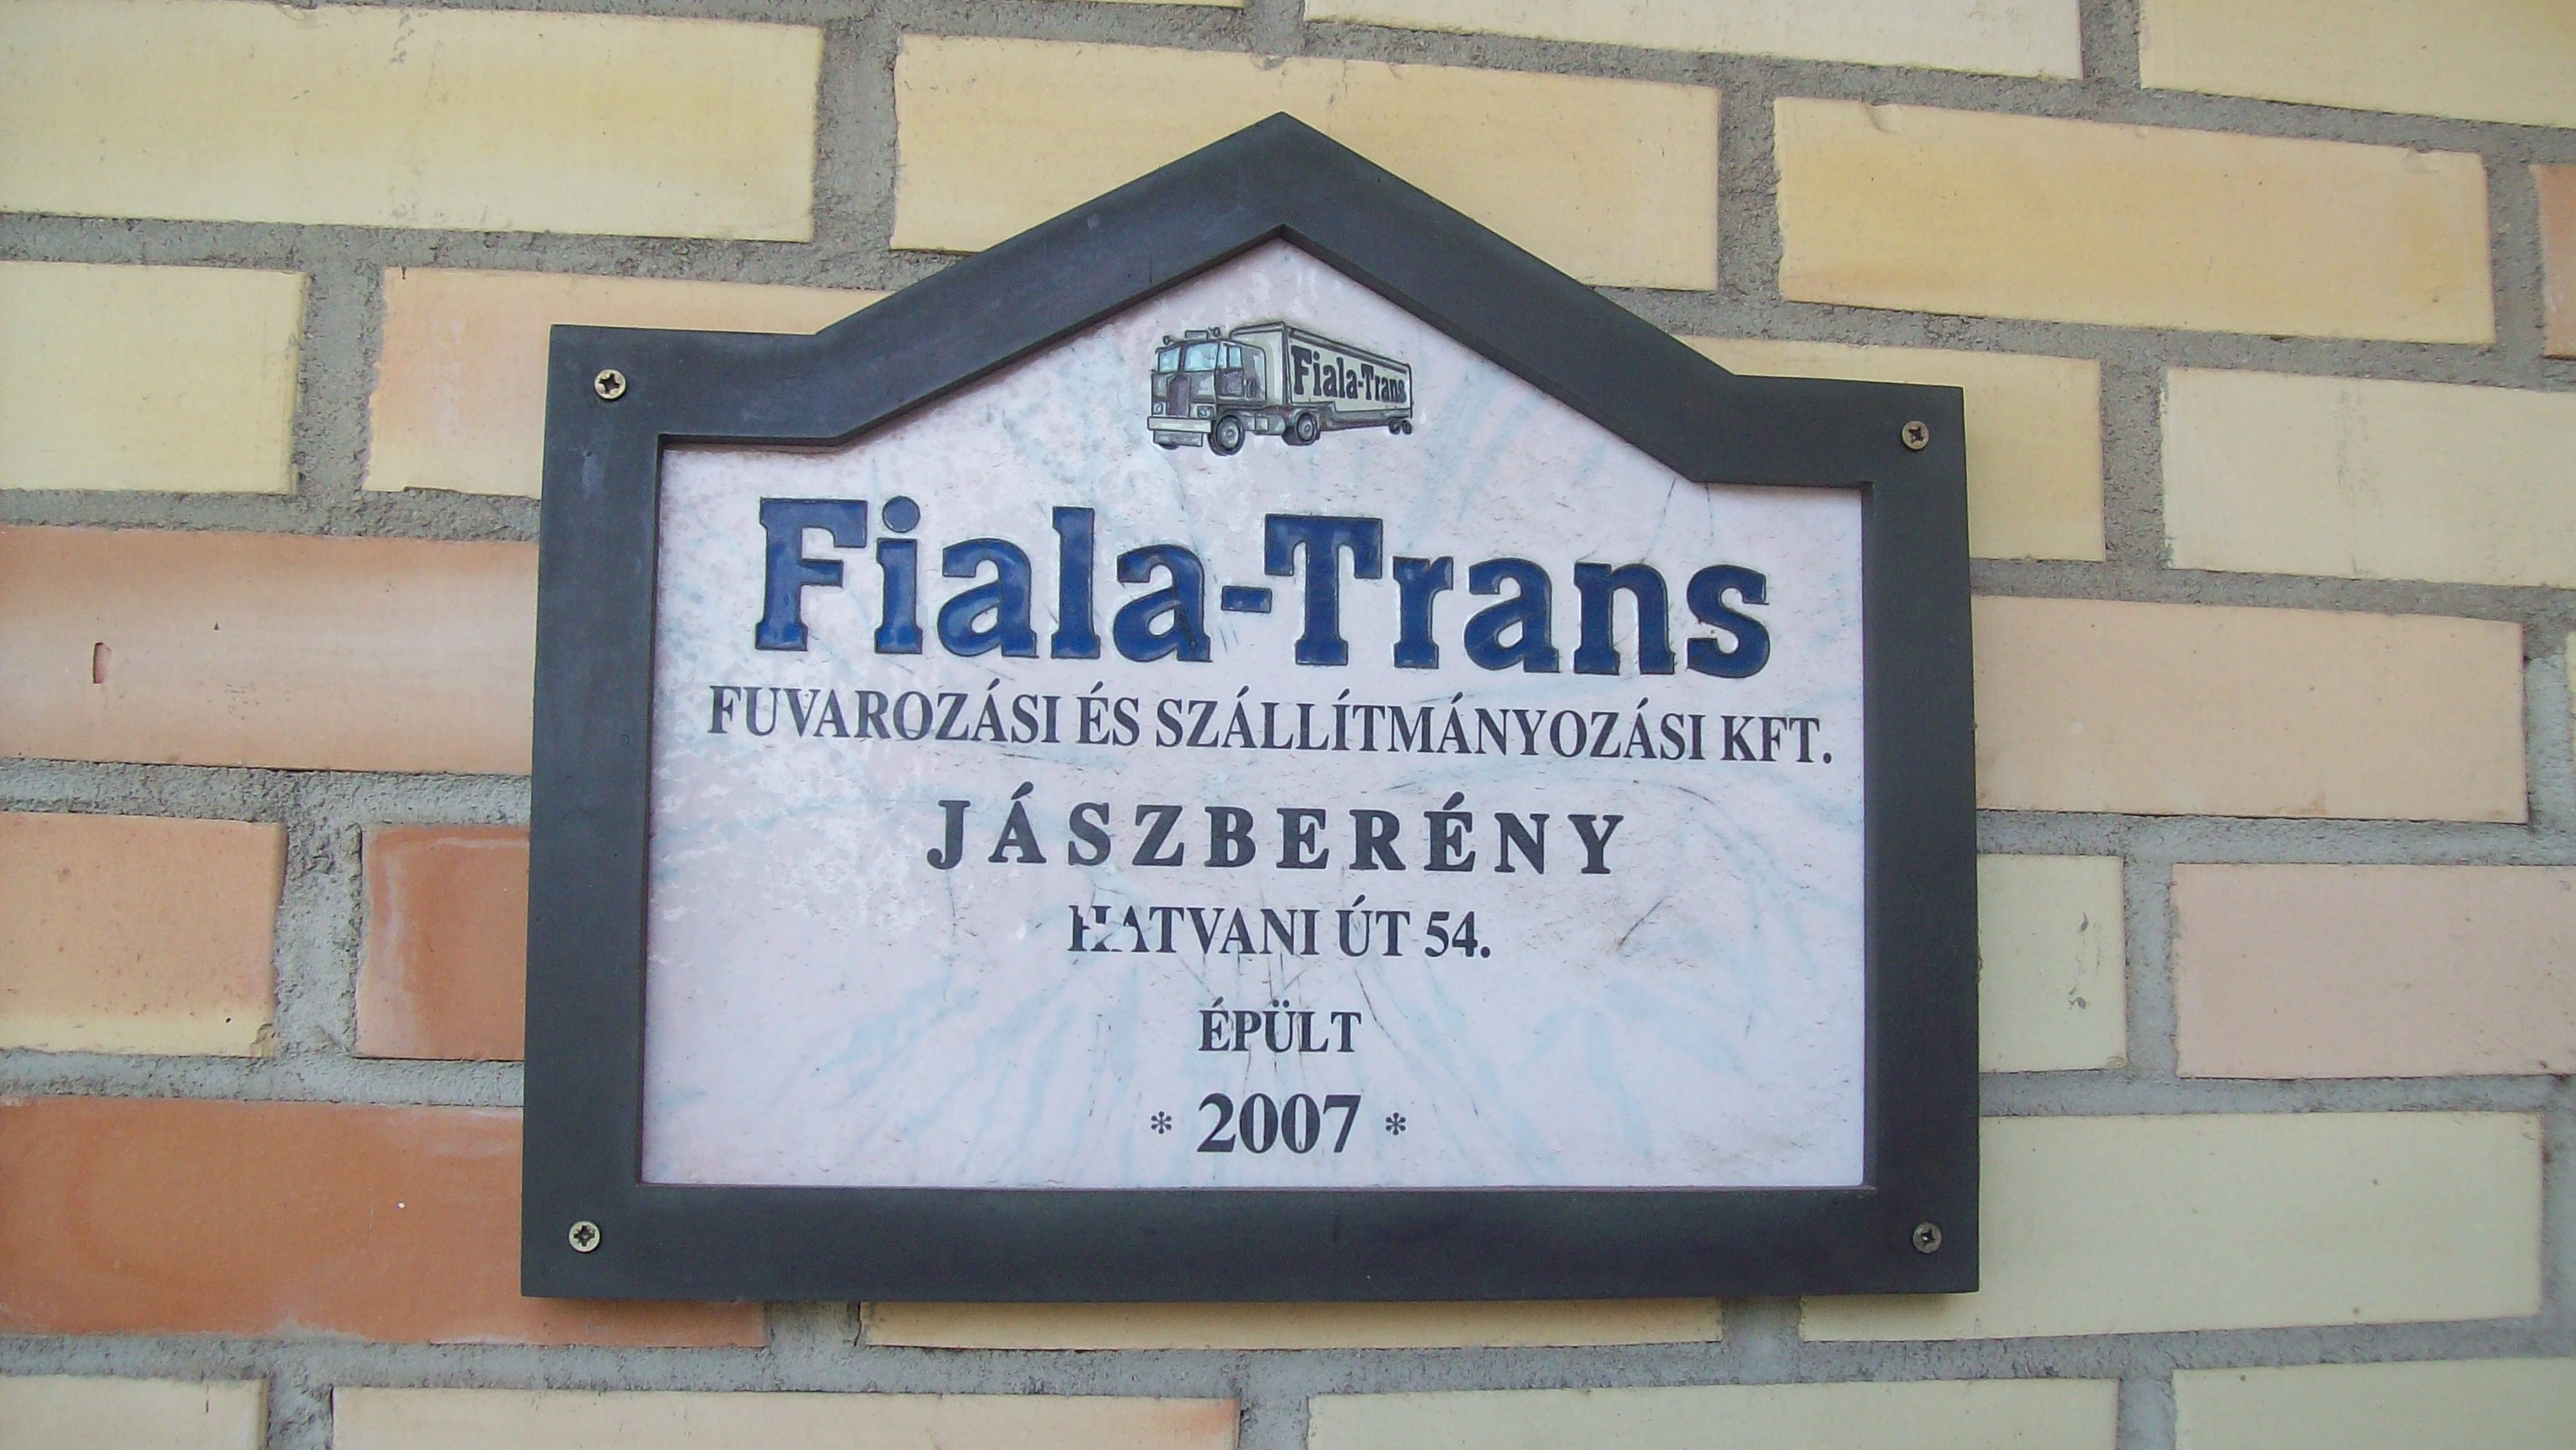 Fiala-Trans
Fiala-Trans
FUVAROZÁSI ÉS SZÁLLÍTMÁNYOZÁSI KFT.
JÁSZBERÉNY
HATVANI ÚT 54.
ÉPÜLT
* 2007 *